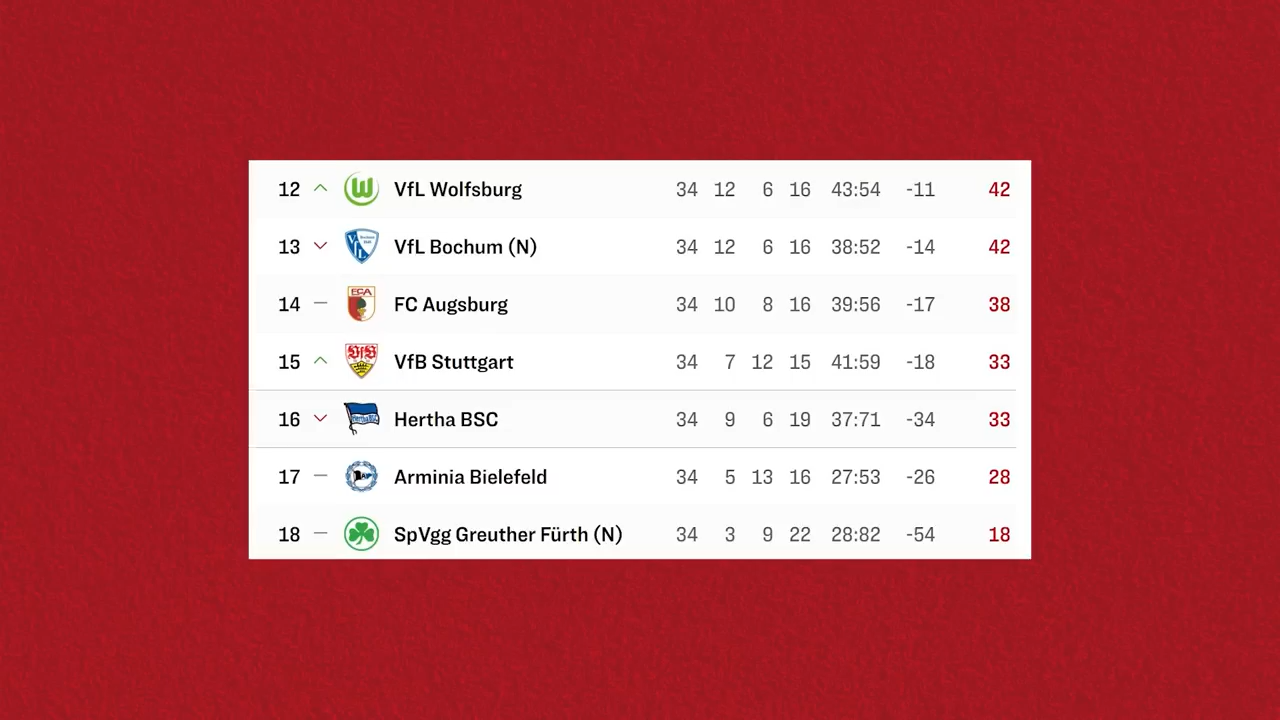 12 VfL Wolfsburg 34 12 6 16 43:54 -11 42
13 VfL Bochum (N) 34 12 6 16 38:52 -14 42
FCA
14 FC Augsburg 34 10 8 16 39:56 -17 38
15 VfB Stuttgart 34 7 12 15 41:59 -18 33
16 Hertha BSC 34 9 6 19 37:71 -34 33
17 Arminia Bielefeld 34 5 13 16 27:53 -26 28
18 SpVgg Greuther Fürth (N) 34 3 9 22 28:82 -54 18